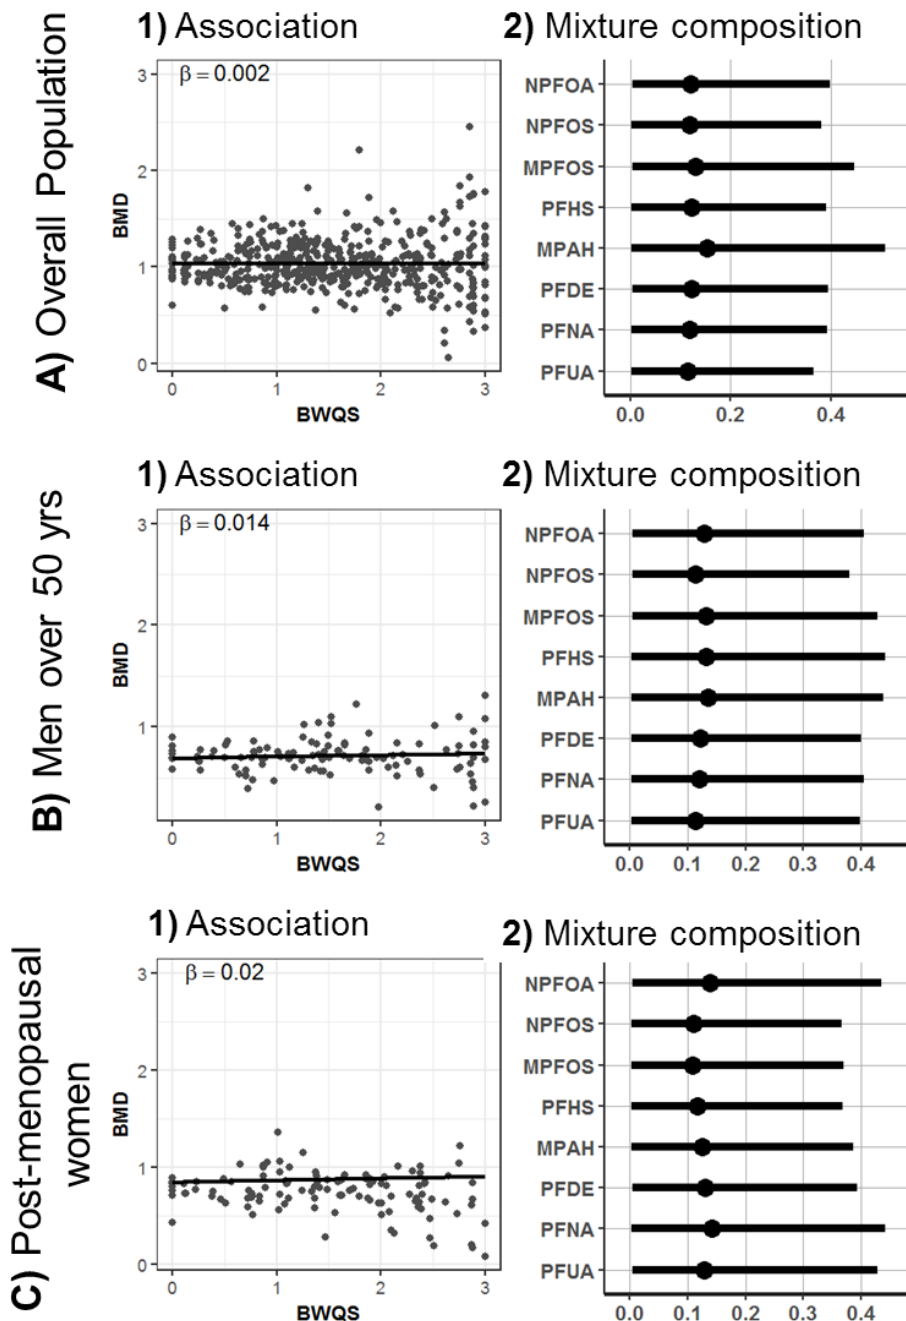 1) Association
2) Mixture composition
A) Overall Population
β = 0.002
3
2
1
0
BMD
0
1
2
3
BWQS
NPFOA
NPFOS
MPFOS
PFHS
MPAH
PFDE
PFNA
PFUA
0.0
0.2
0.4
1) Association
2) Mixture composition
B) Men over 50 yrs
β = 0.014
3
2
1
BMD
0
1
2
3
BWQS
NPFOA
NPFOS
MPFOS
PFHS
MPAH
PFDE
PFNA
PFUA
0.0
0.1
0.2
0.3
0.4
1) Association
2) Mixture composition
C) Post-menopausal
women
β = 0.02
3
2
1
0
BMD
0
1
2
3
BWQS
NPFOA
NPFOS
MPFOS
PFHS
MPAH
PFDE
PFNA
PFUA
0.0
0.1
0.2
0.3
0.4